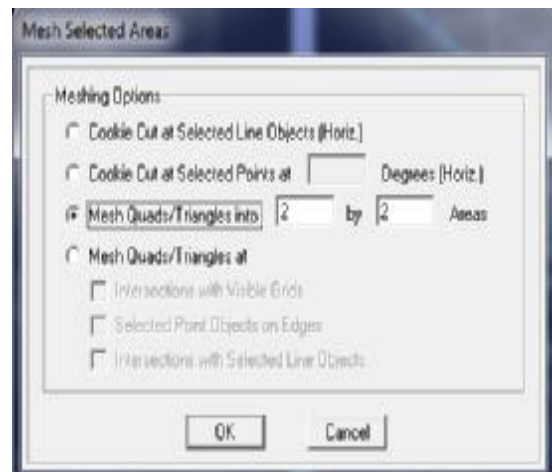 Mesh Selected Areas
Meshing Options
Cookie Cut at Selected Line Objects (Horiz.)
Cookie Cut at Selected Points at Degrees (Horiz.)
Mesh Quads/Triangles into 2 by 2 Areas
Mesh Quads/Triangles at
Intersections with Visible Grids
Selected Point Objects on Edges
Intersections with Selected Line Objects
OK Cancel